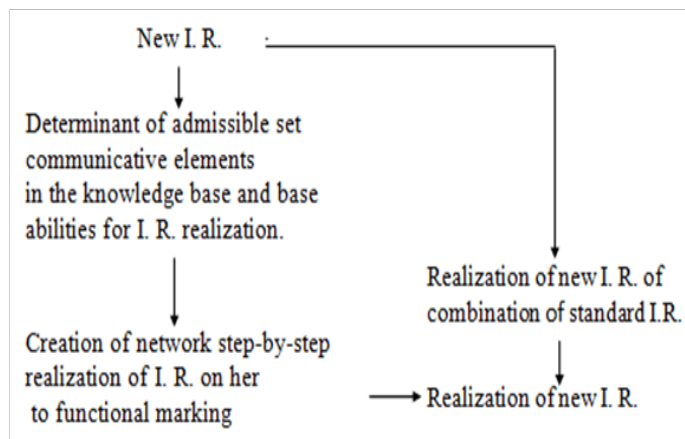 New I. R.
Determinant of admissible set
communicative elements
in the knowledge base and base
abilities for I. R. realization.
Realization of new I. R. of
combination of standard I.R.
Creation of network step-by-step
realization of I. R. on her
to functional marking
Realization of new I. R.